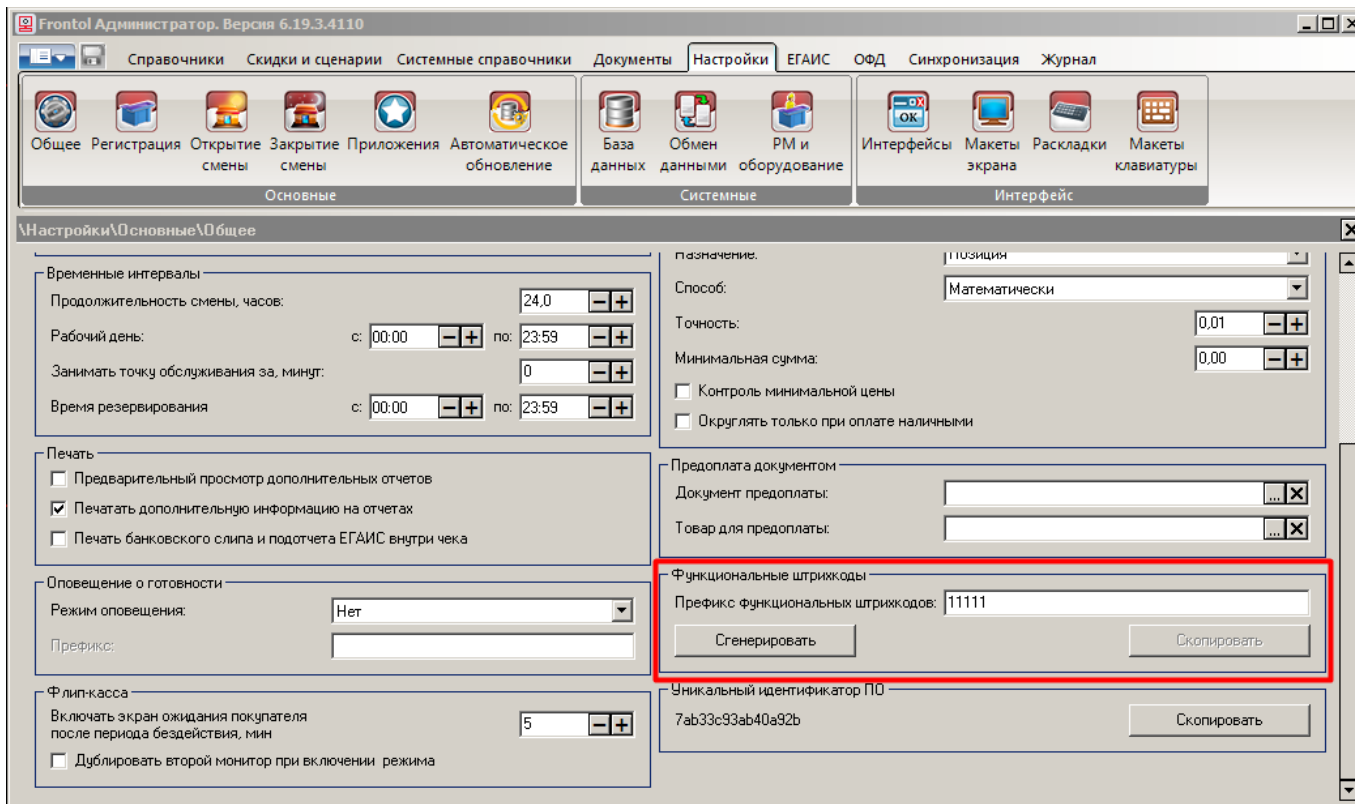 Frontol Администратор. Версия 6.19.3.4110
Справочники Скидки и сценарии Системные справочники Документы Настройки ЕГАИС ОФД Синхронизация Журнал
Общее Регистрация Открытие смены Закрытие смены Приложения Автоматическое обновление
База данных Обмен данными РМ и оборудование
OK
Интерфейсы Макеты экрана Раскладки Макеты клавиатуры
Основные Системные Интерфейс
\Настройки\Основные\Общее
Временные интервалы
Продолжительность смены, часов: 24,0
Рабочий день: с: 00:00 по: 23:59
Занимать точку обслуживания за, минут: 0
Время резервирования с: 00:00 по: 23:59
Печать
Предварительный просмотр дополнительных отчетов
Печатать дополнительную информацию на отчетах
Печать банковского слипа и подотчета ЕГАИС внутри чека
Оповещение о готовности
Режим оповещения: Нет
Префикс:
Флип-касса
Включать экран ожидания покупателя
после периода бездействия, мин 5
Дублировать второй монитор при включении режима
Назначение: Позиция
Способ: Математически
Точность: 0,01
Минимальная сумма: 0,00
Контроль минимальной цены
Округлять только при оплате наличными
Предоплата документом
Документ предоплаты: ...
Товар для предоплаты: ...
Функциональные штрихкоды
Префикс функциональных штрихкодов: 11111
Сгенерировать Скопировать
Уникальный идентификатор ПО
7ab33c93ab40a92b Скопировать